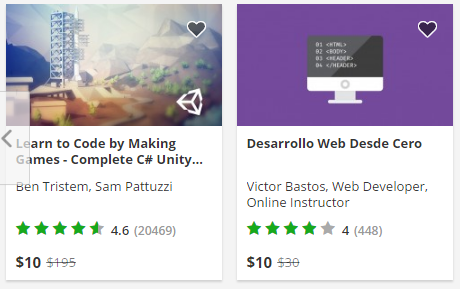 Learn to Code by Making
Games - Complete C# Unity...
Ben Tristem, Sam Pattuzzi
4.6 (20469)
$10 $195
01 <HTML>
02 <BODY>
03 <HEADER>
04 </HEADER>
Desarrollo Web Desde Cero
Victor Bastos, Web Developer,
Online Instructor
4 (448)
$10 $30